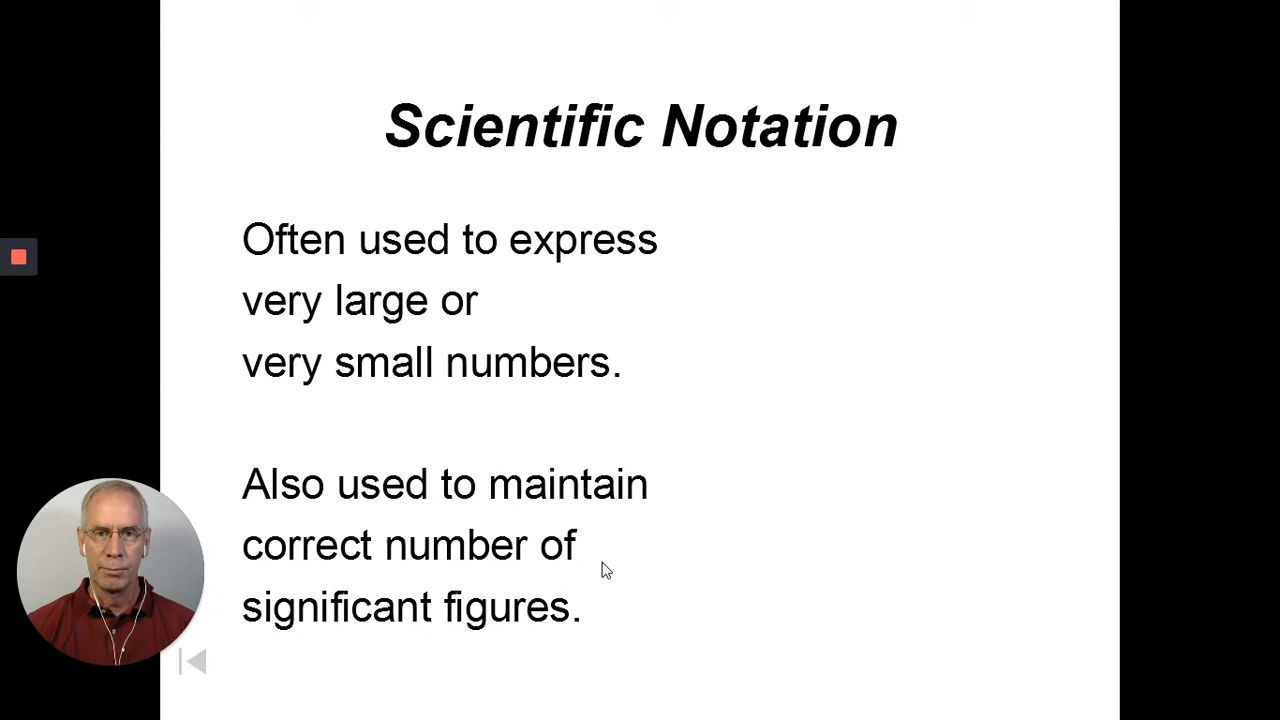 Scientific Notation
Often used to express
very large or
very small numbers.
Also used to maintain
correct number of
significant figures.